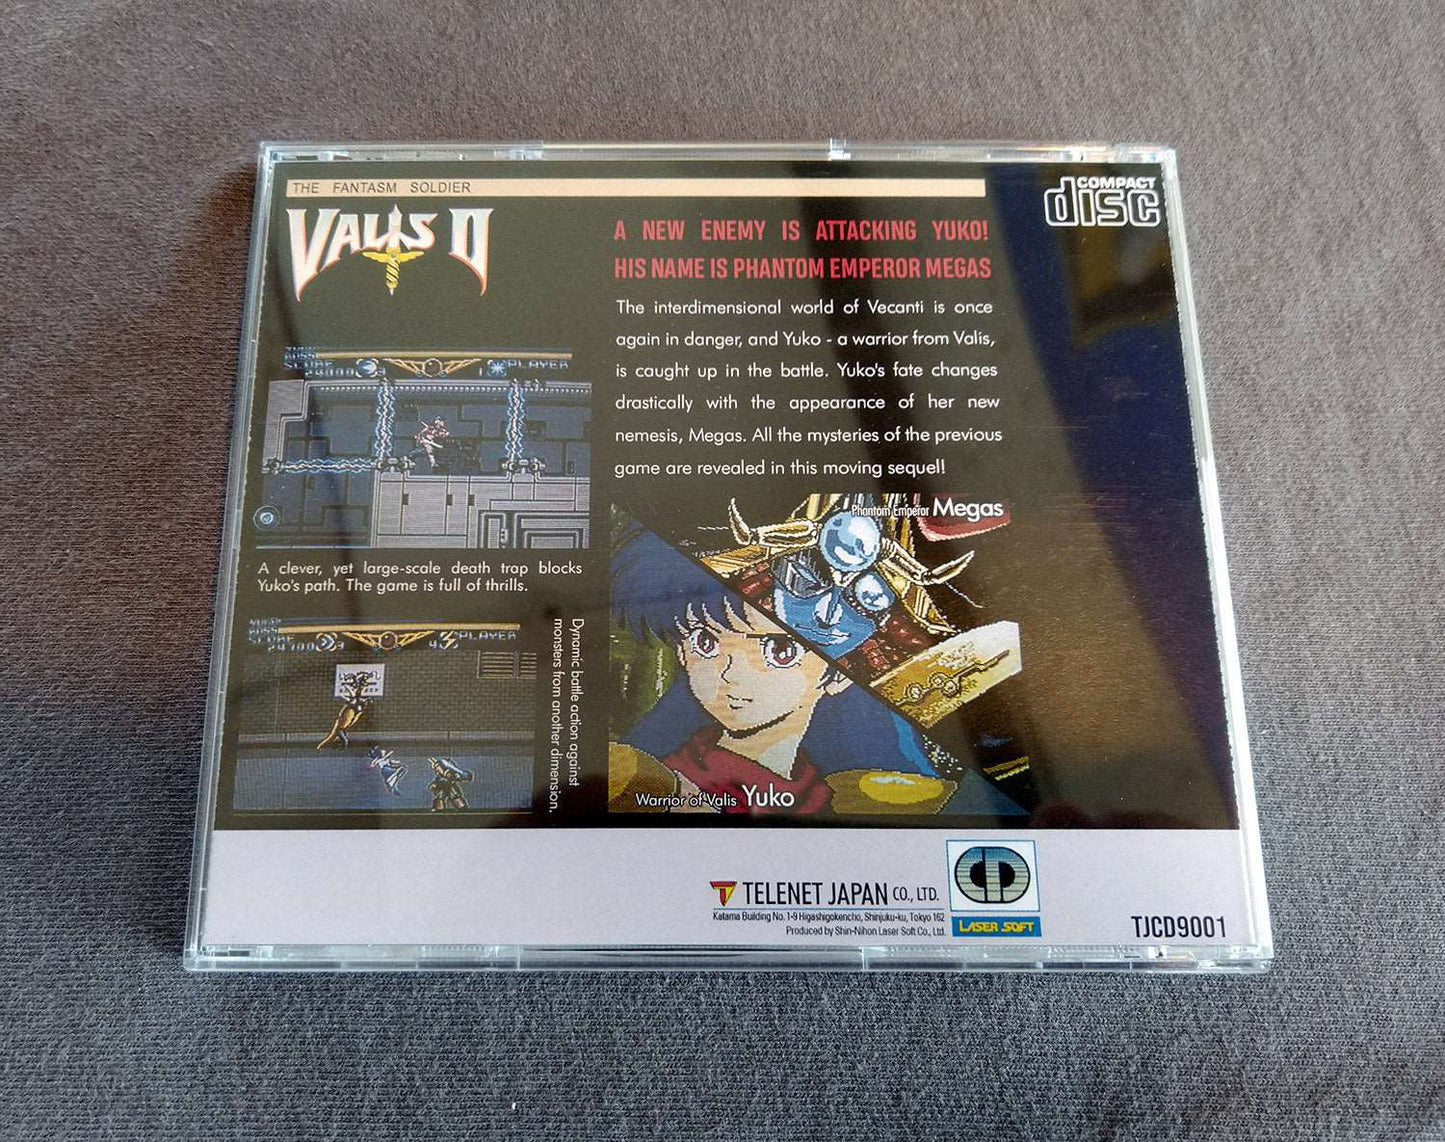 THE FANTASM SOLDIER
VALIS II
COMPACT
disc
A NEW ENEMY IS ATTACKING YUKO!
HIS NAME IS PHANTOM EMPEROR MEGAS
The interdimensional world of Vecanti is once
again in danger, and Yuko - a warrior from Valis,
is caught up in the battle. Yuko's fate changes
drastically with the appearance of her new
nemesis, Megas. All the mysteries of the previous
game are revealed in this moving sequel!
BOSS
SCORE
PLAYER
A clever, yet large-scale death trap blocks
Yuko's path. The game is full of thrills.
BOSS
SCORE
PLAYER
Dynamic battle action against
monsters from another dimension.
Phantom Emperor Megas
Warrior of Valis Yuko
TELENET JAPAN CO., LTD.
Katama Building No. 1-9 Higashigokencho, Shinjuku-ku, Tokyo 162
Produced by Shin-Nihon Laser Soft Co., Ltd.
CD
LASER SOFT
TJCD9001